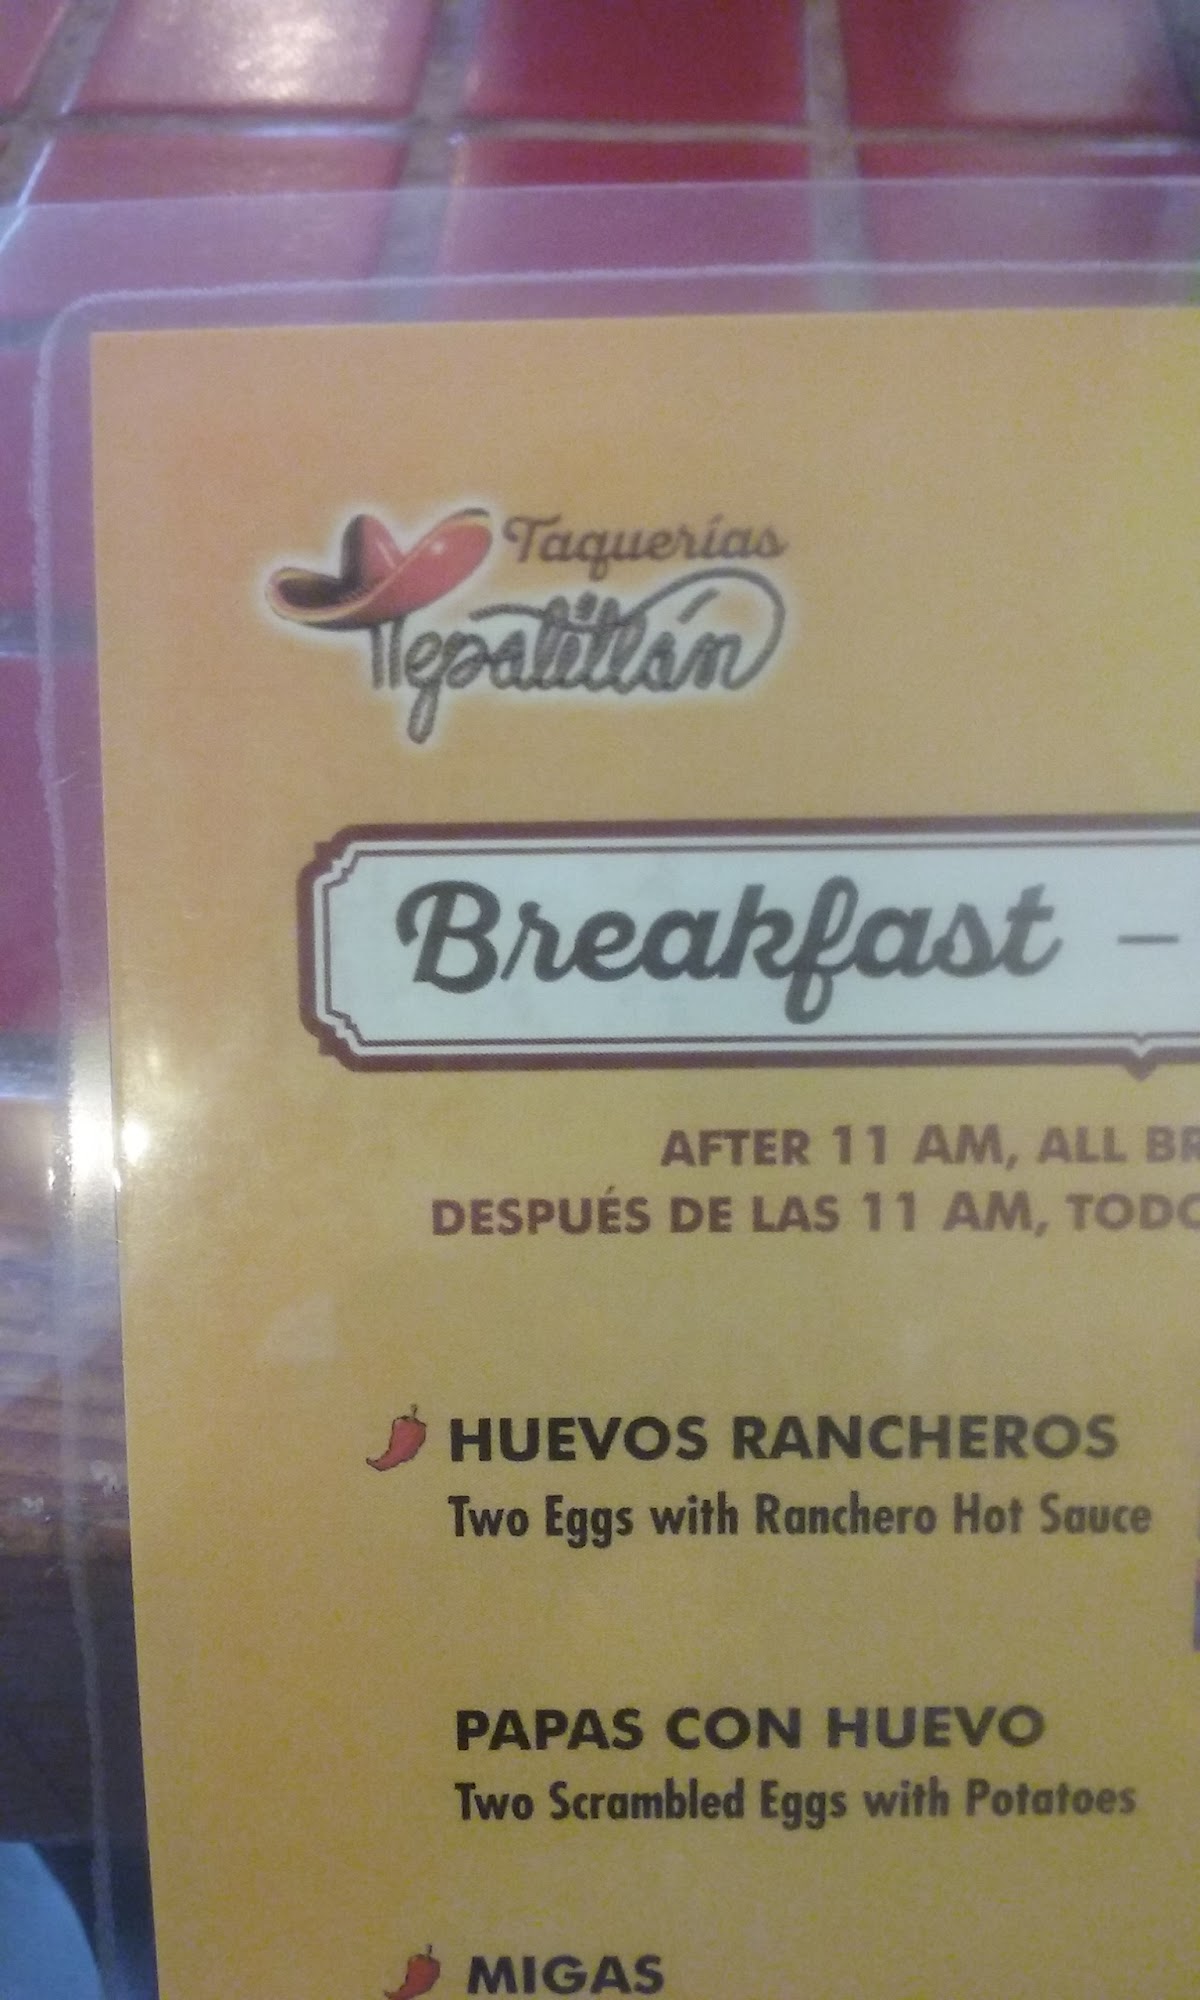 Taquerías
Tepatitlán
Breakfast –
AFTER 11 AM, ALL BR
DESPUÉS DE LAS 11 AM, TODO
HUEVOS RANCHEROS
Two Eggs with Ranchero Hot Sauce
PAPAS CON HUEVO
Two Scrambled Eggs with Potatoes
MIGAS